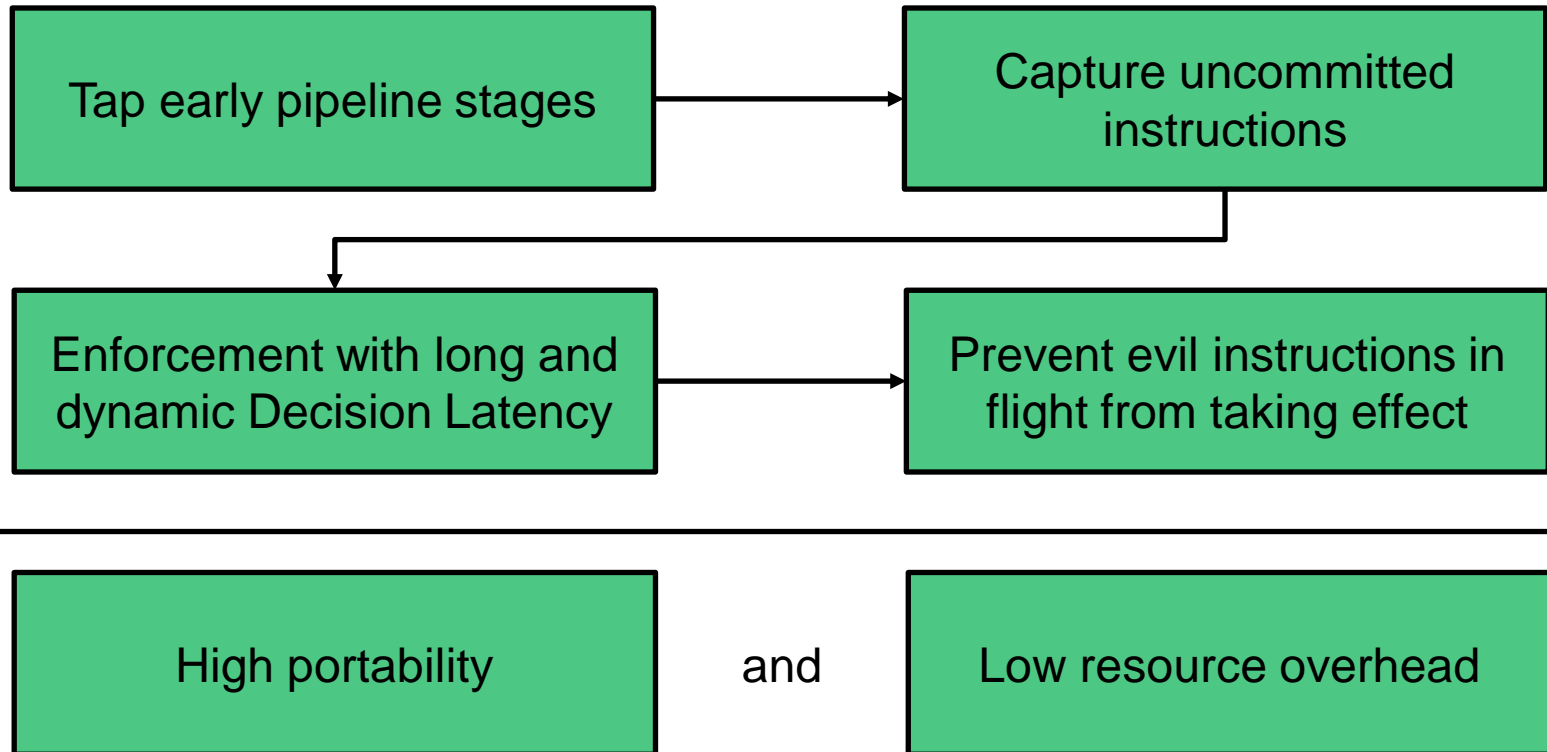 Tap early pipeline stages
Capture uncommitted
instructions
Enforcement with long and
dynamic Decision Latency
Prevent evil instructions in
flight from taking effect
High portability
and
Low resource overhead